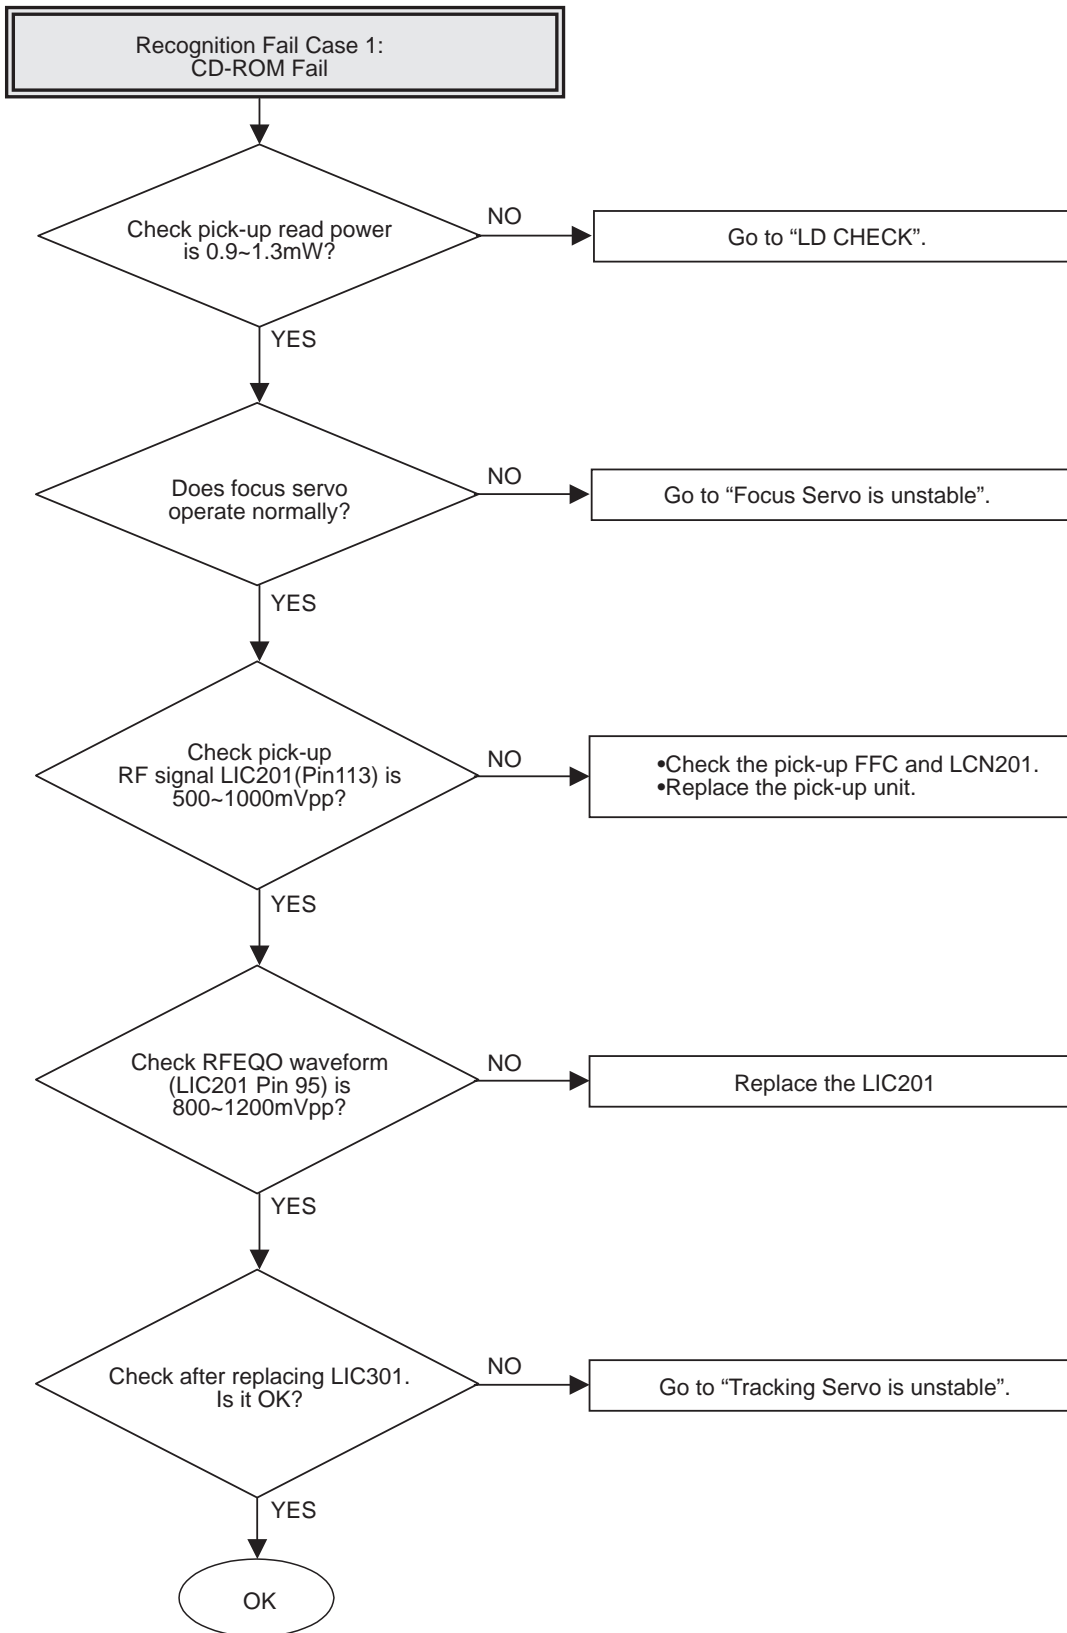 Recognition Fail Case 1:
CD-ROM Fail
Check pick-up read power
is 0.9~1.3mW?
NO
Go to “LD CHECK”.
YES
Does focus servo
operate normally?
NO
Go to “Focus Servo is unstable”.
YES
Check pick-up
RF signal LIC201(Pin113) is
500~1000mVpp?
NO
•Check the pick-up FFC and LCN201.
•Replace the pick-up unit.
YES
Check RFEQO waveform
(LIC201 Pin 95) is
800~1200mVpp?
NO
Replace the LIC201
YES
Check after replacing LIC301.
Is it OK?
NO
Go to “Tracking Servo is unstable”.
YES
OK